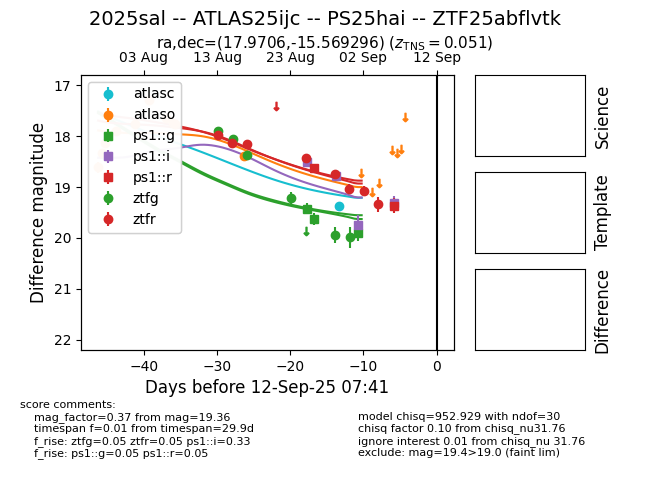 2025sal -- ATLAS25ijc -- PS25hai -- ZTF25abflvtk
ra,dec=(17.9706,-15.569296) (zTNS = 0.051)
03 Aug 13 Aug 23 Aug 02 Sep 12 Sep
17
18
19
20
21
22
Difference magnitude
atlasc
atlaso
ps1::g
ps1::i
ps1::r
ztfg
ztfr
−40 −30 −20 −10 0
Days before 12-Sep-25 07:41
Science
Template
Difference
score comments:
mag_factor=0.37 from mag=19.36
timespan f=0.01 from timespan=29.9d
f_rise: ztfg=0.05 ztfr=0.05 ps1::i=0.33
f_rise: ps1::g=0.05 ps1::r=0.05
model chisq=952.929 with ndof=30
chisq factor 0.10 from chisq_nu31.76
ignore interest 0.01 from chisq_nu 31.76
exclude: mag=19.4>19.0 (faint lim)